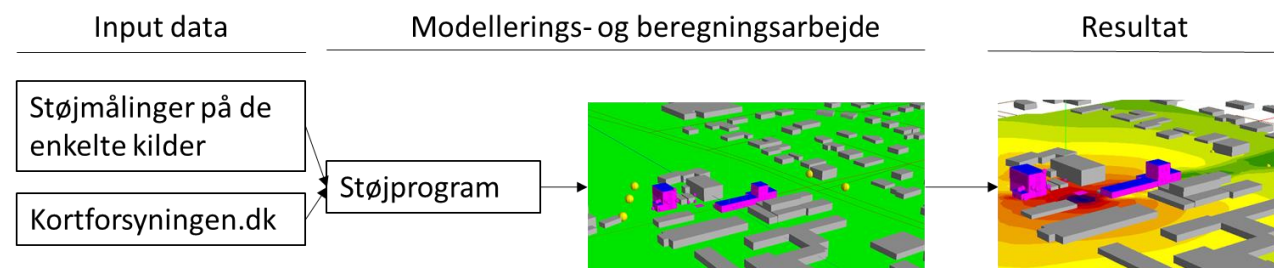 Input data
Modellerings- og beregningsarbejde
Resultat
Støjmålinger på de
enkelte kilder
Kortforsyningen.dk
Støjprogram